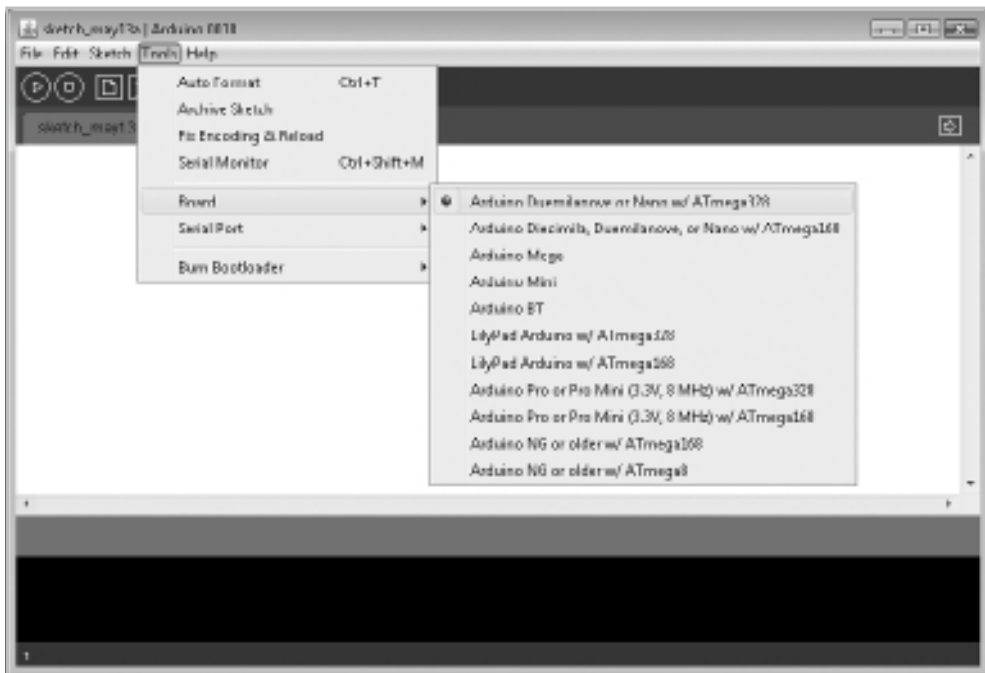 sketch_may13a | Arduino 0018
File Edit Sketch Tools Help
sketch_may13
Auto Format Ctrl+T
Archive Sketch
Fix Encoding & Reload
Serial Monitor Ctrl+Shift+M
Board
Serial Port
Burn Bootloader
Arduino Duemilanove or Nano w/ ATmega328
Arduino Diecimila, Duemilanove, or Nano w/ ATmega168
Arduino Mega
Arduino Mini
Arduino BT
LilyPad Arduino w/ ATmega328
LilyPad Arduino w/ ATmega168
Arduino Pro or Pro Mini (3.3V, 8 MHz) w/ ATmega328
Arduino Pro or Pro Mini (3.3V, 8 MHz) w/ ATmega168
Arduino NG or older w/ ATmega168
Arduino NG or older w/ ATmega8
1